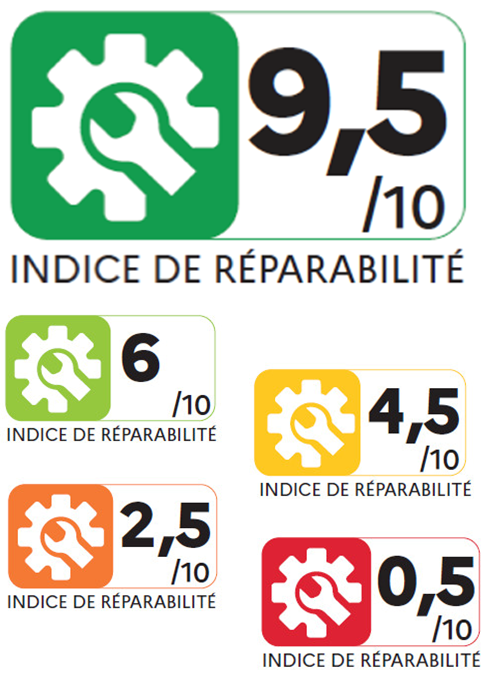 9,5
/10
INDICE DE RÉPARABILITÉ
6
/10
INDICE DE RÉPARABILITÉ
4,5
/10
INDICE DE RÉPARABILITÉ
2,5
/10
INDICE DE RÉPARABILITÉ
0,5
/10
INDICE DE RÉPARABILITÉ